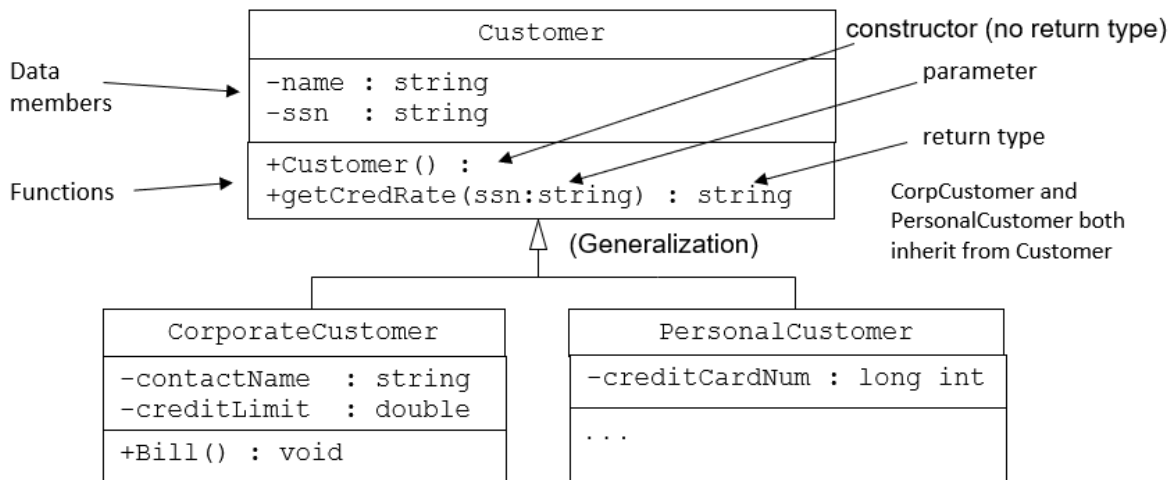 Customer
constructor (no return type)
Data
members
-name : string
-ssn : string
parameter
return type
Functions
+Customer() :
+getCredRate(ssn:string) : string
CorpCustomer and
PersonalCustomer both
inherit from Customer
(Generalization)
CorporateCustomer
-contactName : string
-creditLimit : double
+Bill() : void
PersonalCustomer
-creditCardNum : long int
...